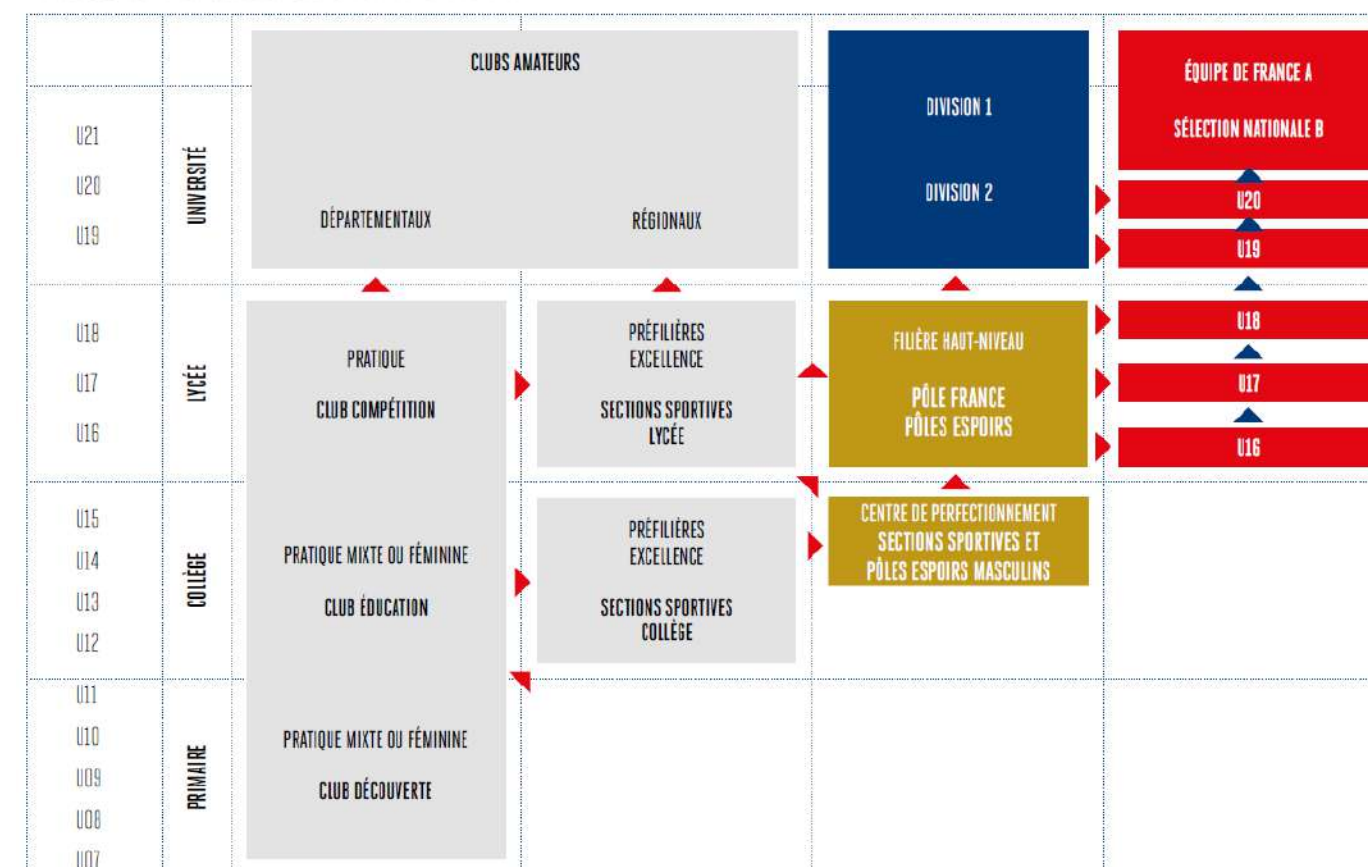 CLUBS AMATEURS
DÉPARTEMENTAUX
RÉGIONAUX
DIVISION 1
DIVISION 2
ÉQUIPE DE FRANCE A
SÉLECTION NATIONALE B
U20
U19
U21
U20
U19
UNIVERSITÉ
U18
U17
U16
LYCÉE
PRATIQUE
CLUB COMPÉTITION
PRÉFILIÈRES
EXCELLENCE
SECTIONS SPORTIVES
LYCÉE
FILIÈRE HAUT-NIVEAU
PÔLE FRANCE
PÔLES ESPOIRS
U18
U17
U16
U15
U14
U13
U12
COLLÈGE
PRATIQUE MIXTE OU FÉMININE
CLUB ÉDUCATION
PRÉFILIÈRES
EXCELLENCE
SECTIONS SPORTIVES
COLLÈGE
CENTRE DE PERFECTIONNEMENT
SECTIONS SPORTIVES ET
PÔLES ESPOIRS MASCULINS
U11
U10
U09
U08
U07
PRIMAIRE
PRATIQUE MIXTE OU FÉMININE
CLUB DÉCOUVERTE